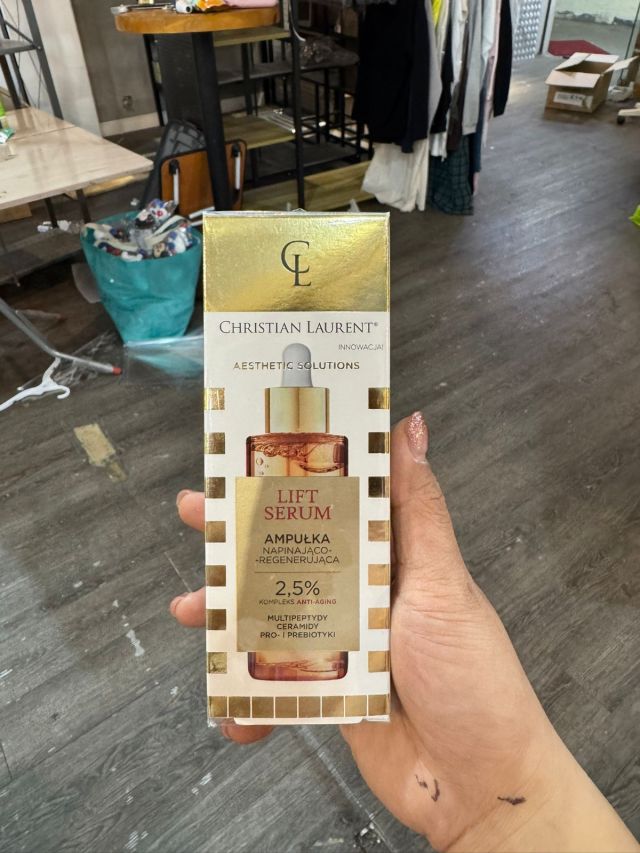 CL
CHRISTIAN LAURENT®
INNOWACJA!
AESTHETIC SOLUTIONS
LIFT
SERUM
AMPUŁKA
NAPINAJĄCO-
-REGENERUJĄCA
2,5%
KOMPLEKS ANTI-AGING
MULTIPEPTYDY
CERAMIDY
PRO- I PREBIOTYKI